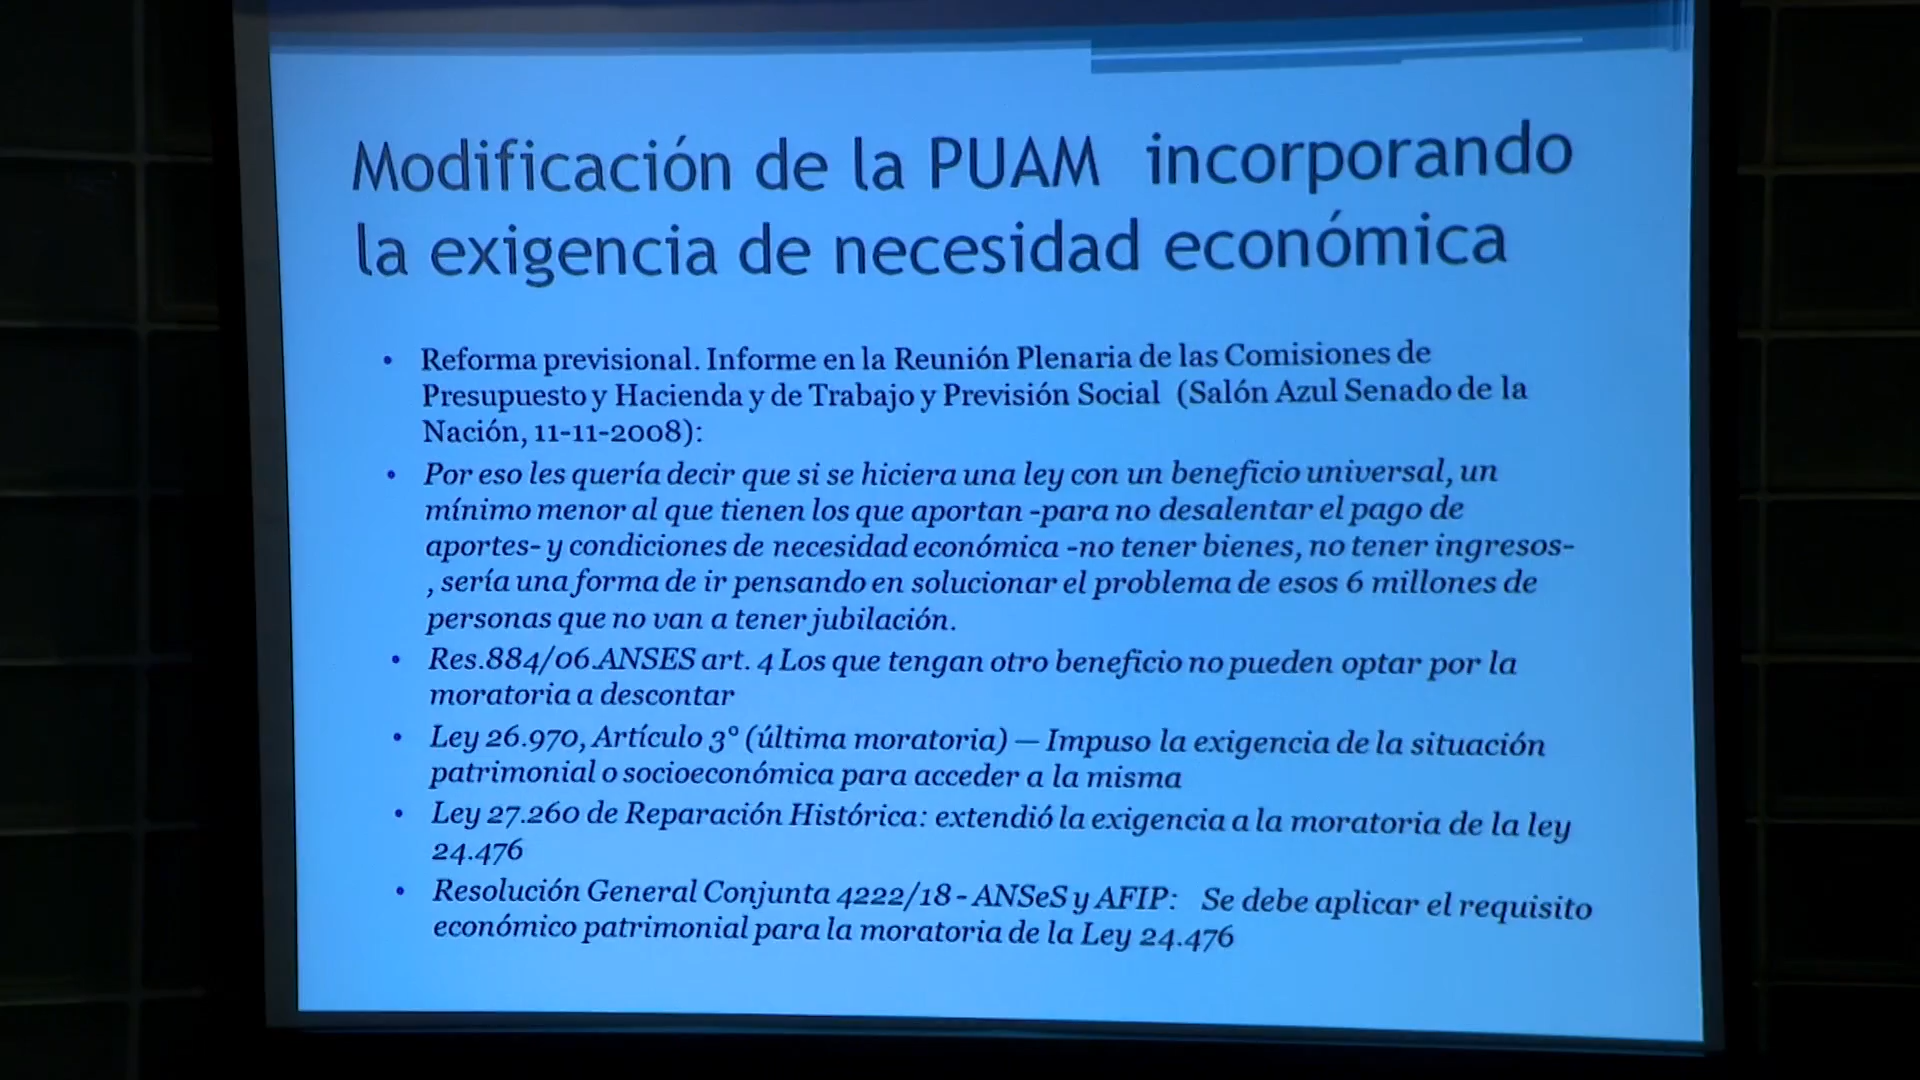 Modificación de la PUAM incorporando
la exigencia de necesidad económica
• Reforma previsional. Informe en la Reunión Plenaria de las Comisiones de
Presupuesto y Hacienda y de Trabajo y Previsión Social (Salón Azul Senado de la
Nación, 11-11-2008):
• Por eso les quería decir que si se hiciera una ley con un beneficio universal, un
mínimo menor al que tienen los que aportan -para no desalentar el pago de
aportes- y condiciones de necesidad económica -no tener bienes, no tener ingresos-
, sería una forma de ir pensando en solucionar el problema de esos 6 millones de
personas que no van a tener jubilación.
• Res.884/06.ANSES art. 4 Los que tengan otro beneficio no pueden optar por la
moratoria a descontar
• Ley 26.970, Artículo 3° (última moratoria) — Impuso la exigencia de la situación
patrimonial o socioeconómica para acceder a la misma
• Ley 27.260 de Reparación Histórica: extendió la exigencia a la moratoria de la ley
24.476
• Resolución General Conjunta 4222/18 - ANSeS y AFIP: Se debe aplicar el requisito
económico patrimonial para la moratoria de la Ley 24.476